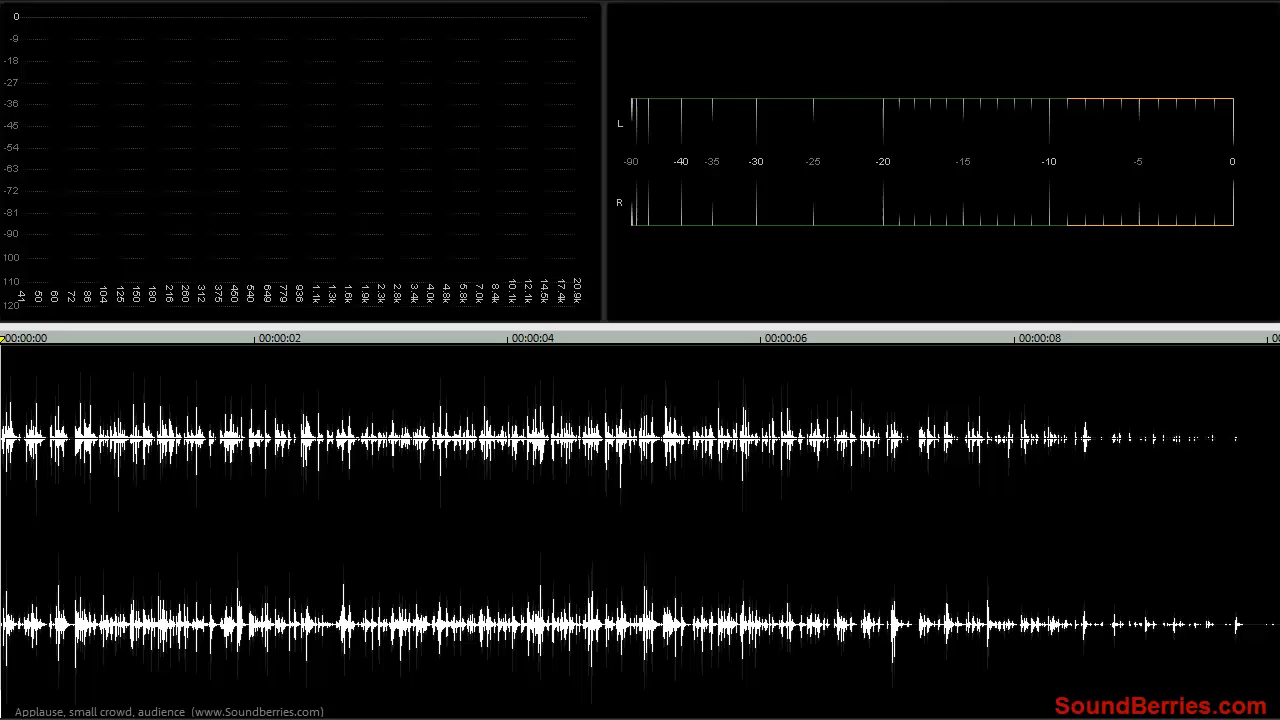 0
-9
-18
-27
-36
-45
-54
-63
-72
-81
-90
100
110
120
41 50 60 72 86 104 125 150 180 216 260 312 375 450 541 649 779 936 1.1k 1.3k 1.6k 1.9k 2.3k 2.8k 3.4k 4.0k 4.8k 5.8k 7.0k 8.4k 10.1k 12.1k 14.5k 17.4k 20.9k
L
-90 -40 -35 -30 -25 -20 -15 -10 -5 0
R
00:00:00 00:00:02 00:00:04 00:00:06 00:00:08
Applause, small crowd, audience (www.Soundberries.com)
SoundBerries.com